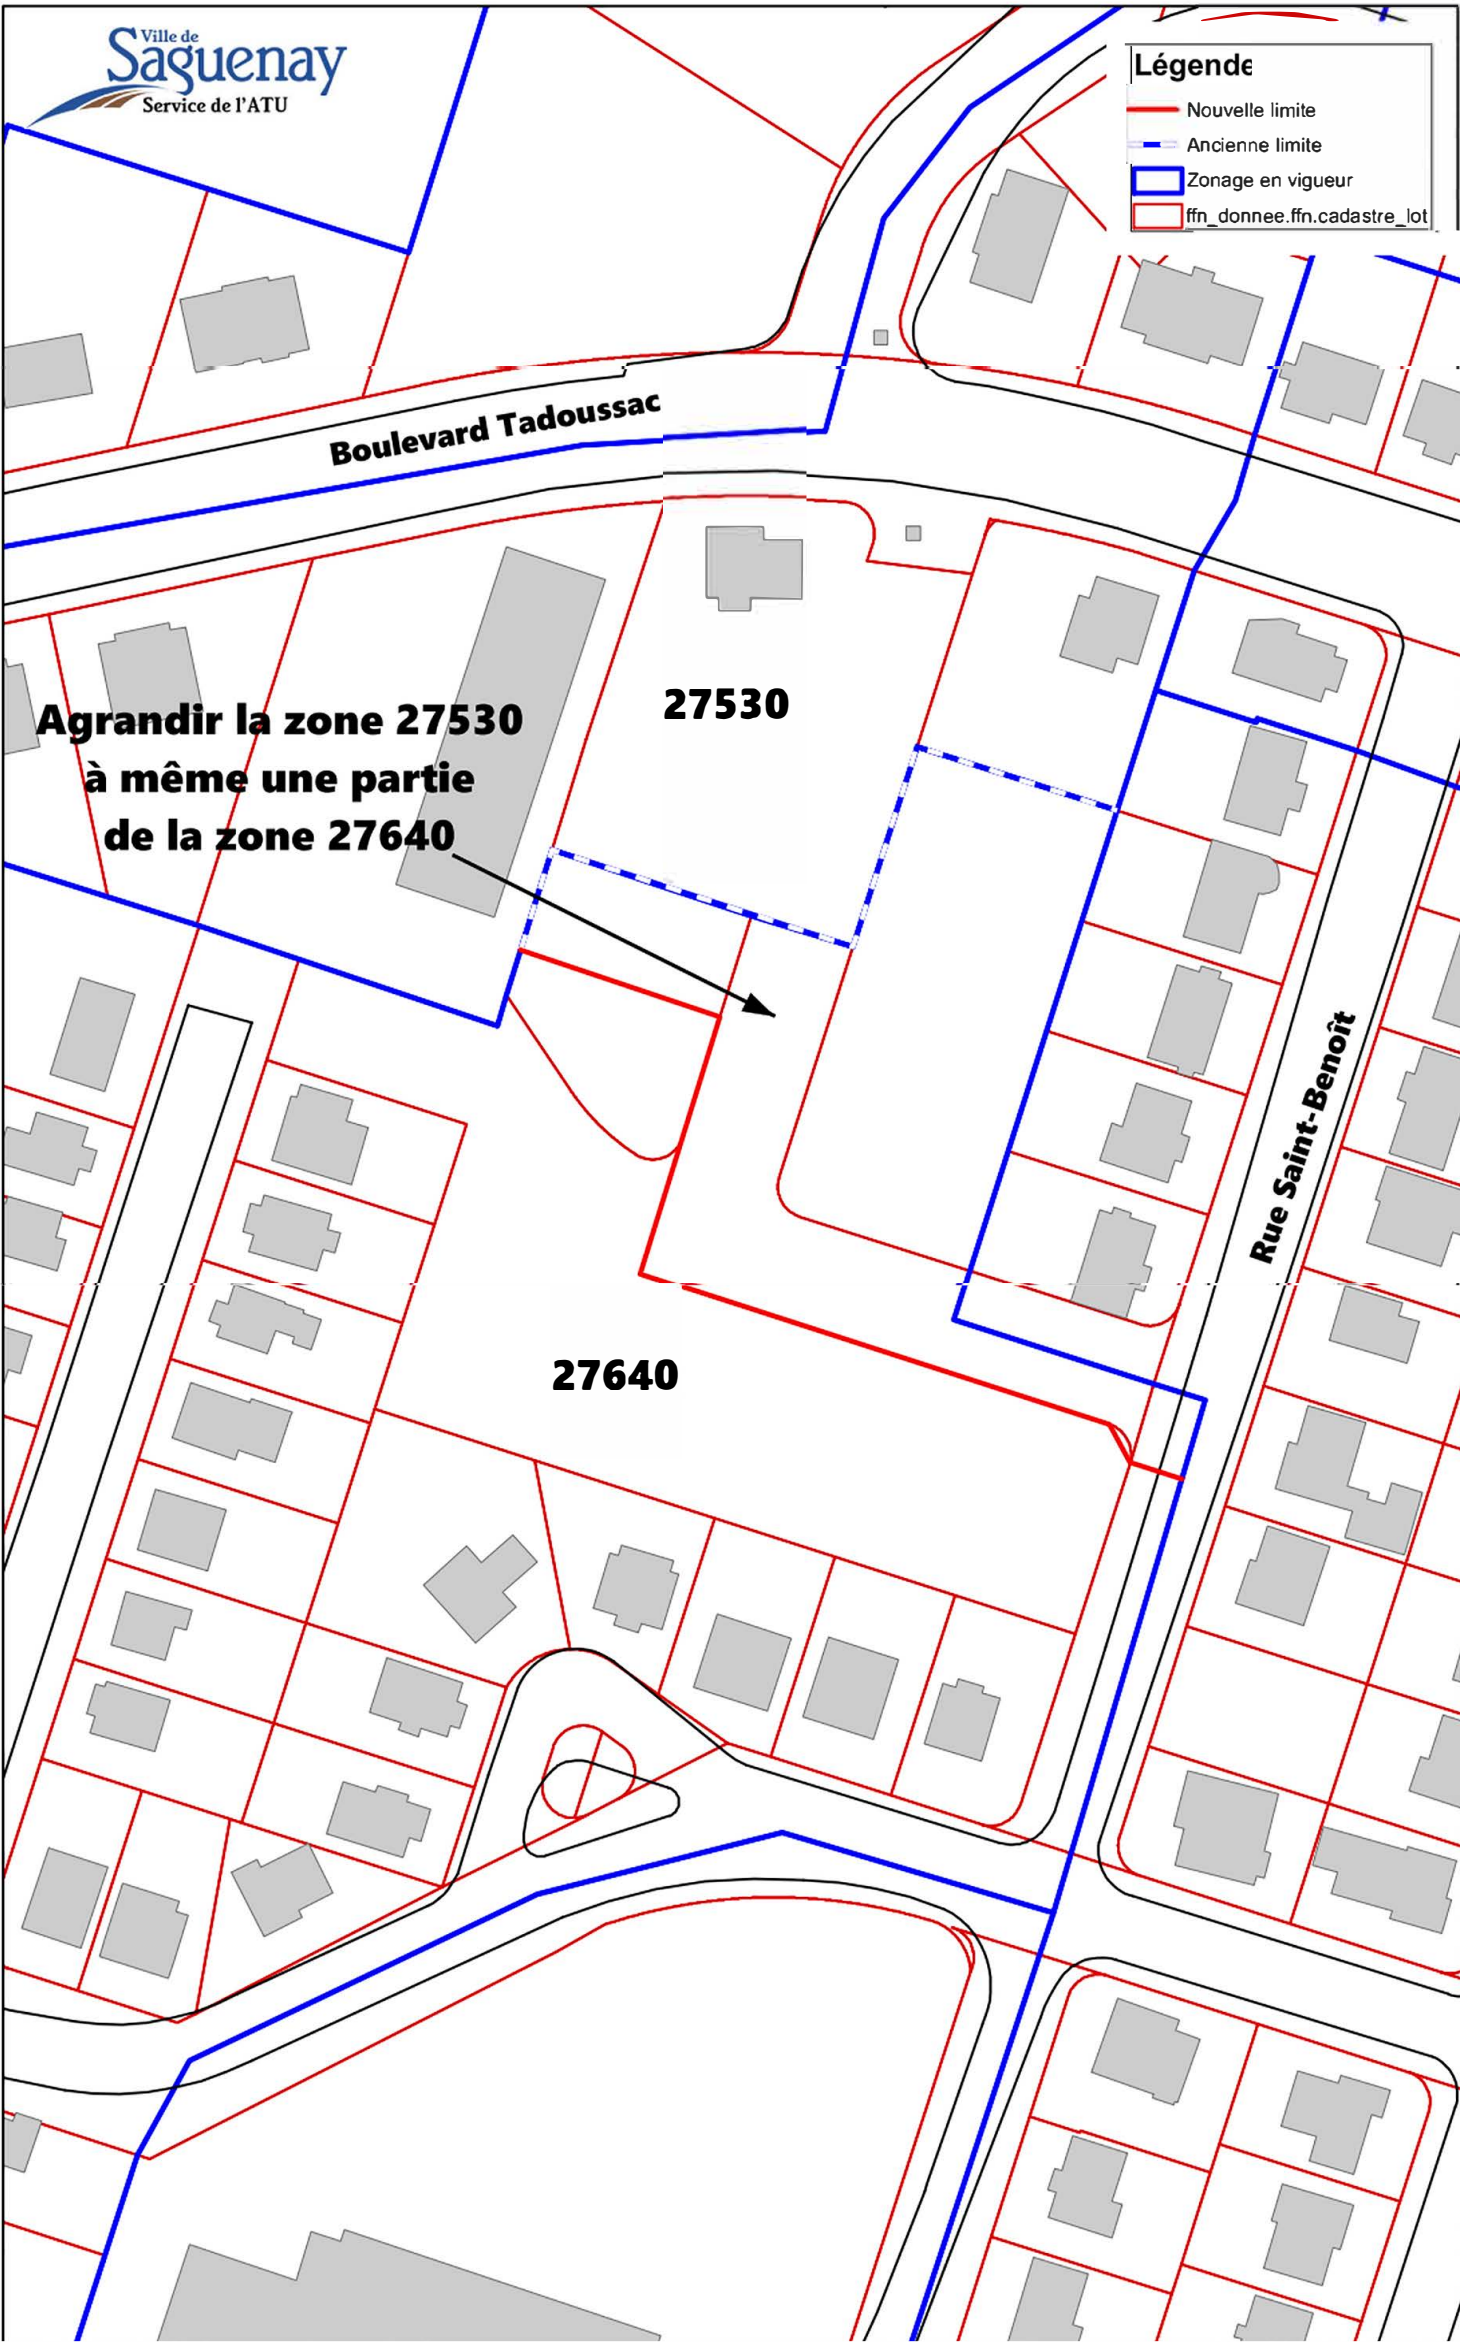 Ville de
Saguenay
Service de l'ATU
Légende
Nouvelle limite
Ancienne limite
Zonage en vigueur
ffn_donnee.ffn.cadastre_lot
Boulevard Tadoussac
27530
Agrandir la zone 27530
à même une partie
de la zone 27640
Rue Saint-Benoît
27640